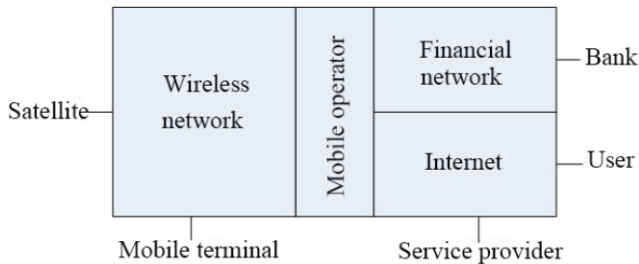 Satellite
Wireless
network
Mobile operator
Financial
network
Internet
Bank
User
Mobile terminal
Service provider